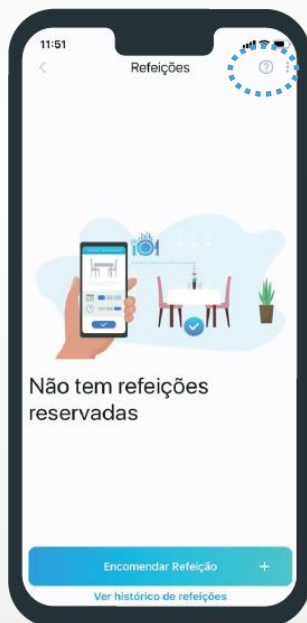 11:51
Refeições
Não tem refeições
reservadas
Encomendar Refeição +
Ver histórico de refeições